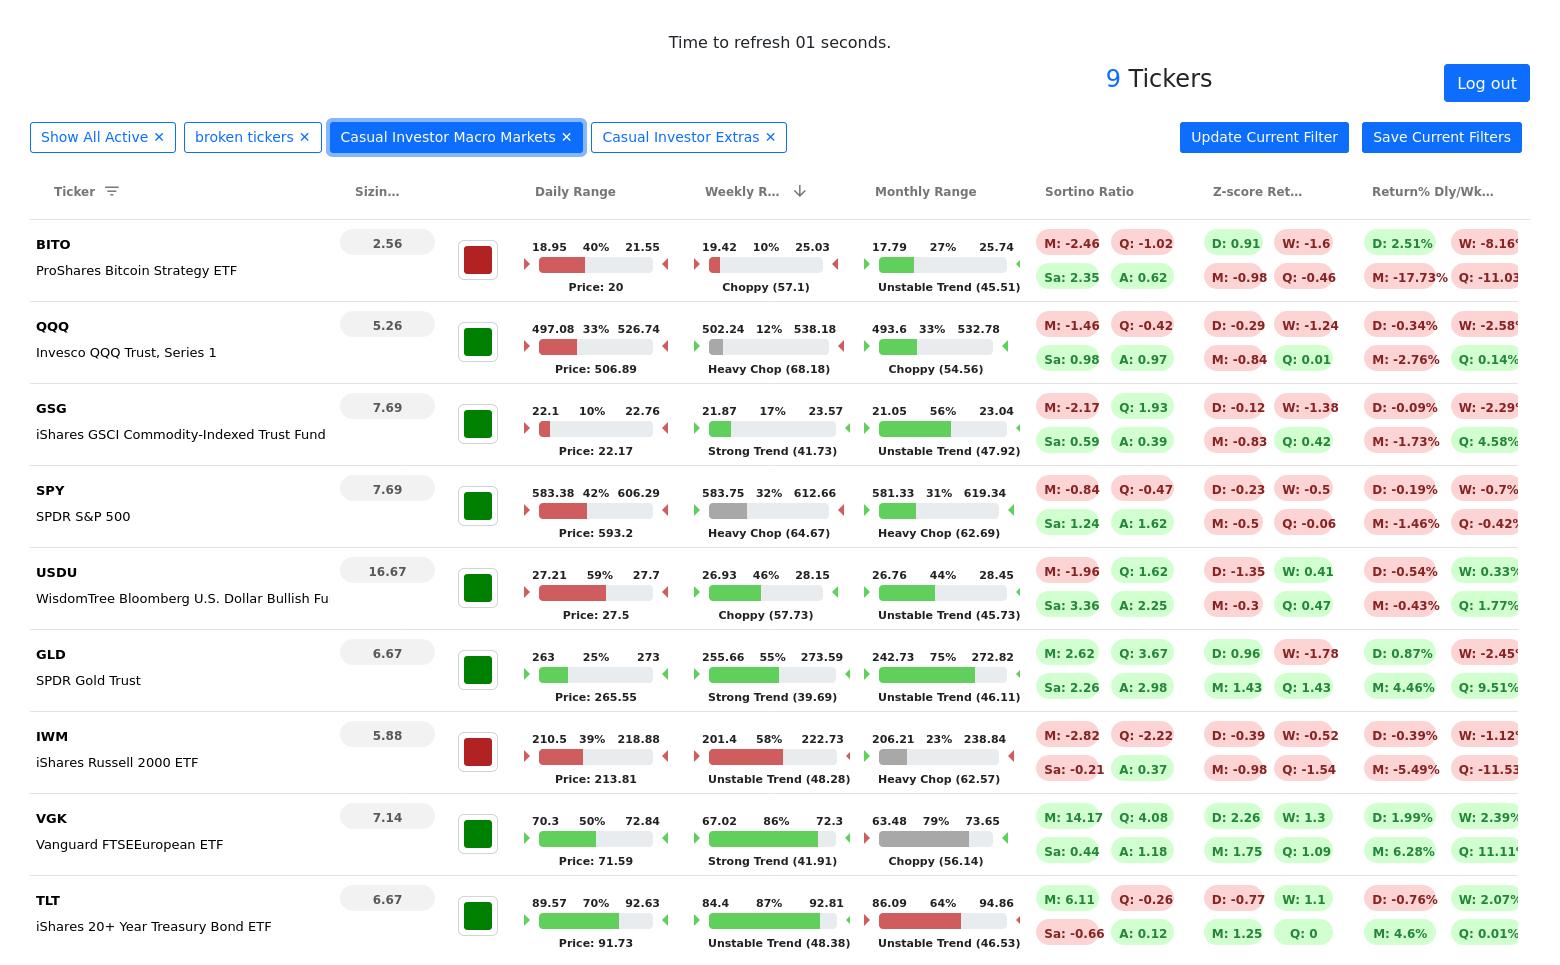 Time to refresh 01 seconds.
9 Tickers
Log out
Show All Active ✕ broken tickers ✕ Casual Investor Macro Markets ✕ Casual Investor Extras ✕ Update Current Filter Save Current Filters
Ticker Sizin... Daily Range Weekly R... Monthly Range Sortino Ratio Z-score Ret... Return% Dly/Wk...
BITO 2.56 18.95 40% 21.55 19.42 10% 25.03 17.79 27% 25.74 M: -2.46 Q: -1.02 D: 0.91 W: -1.6 D: 2.51% W: -8.16%
ProShares Bitcoin Strategy ETF Price: 20 Choppy (57.1) Unstable Trend (45.51) Sa: 2.35 A: 0.62 M: -0.98 Q: -0.46 M: -17.73% Q: -11.03
QQQ 5.26 497.08 33% 526.74 502.24 12% 538.18 493.6 33% 532.78 M: -1.46 Q: -0.42 D: -0.29 W: -1.24 D: -0.34% W: -2.58%
Invesco QQQ Trust, Series 1 Price: 506.89 Heavy Chop (68.18) Choppy (54.56) Sa: 0.98 A: 0.97 M: -0.84 Q: 0.01 M: -2.76% Q: 0.14%
GSG 7.69 22.1 10% 22.76 21.87 17% 23.57 21.05 56% 23.04 M: -2.17 Q: 1.93 D: -0.12 W: -1.38 D: -0.09% W: -2.29%
iShares GSCI Commodity-Indexed Trust Fund Price: 22.17 Strong Trend (41.73) Unstable Trend (47.92) Sa: 0.59 A: 0.39 M: -0.83 Q: 0.42 M: -1.73% Q: 4.58%
SPY 7.69 583.38 42% 606.29 583.75 32% 612.66 581.33 31% 619.34 M: -0.84 Q: -0.47 D: -0.23 W: -0.5 D: -0.19% W: -0.7%
SPDR S&P 500 Price: 593.2 Heavy Chop (64.67) Heavy Chop (62.69) Sa: 1.24 A: 1.62 M: -0.5 Q: -0.06 M: -1.46% Q: -0.42%
USDU 16.67 27.21 59% 27.7 26.93 46% 28.15 26.76 44% 28.45 M: -1.96 Q: 1.62 D: -1.35 W: 0.41 D: -0.54% W: 0.33%
WisdomTree Bloomberg U.S. Dollar Bullish Fu Price: 27.5 Choppy (57.73) Unstable Trend (45.73) Sa: 3.36 A: 2.25 M: -0.3 Q: 0.47 M: -0.43% Q: 1.77%
GLD 6.67 263 25% 273 255.66 55% 273.59 242.73 75% 272.82 M: 2.62 Q: 3.67 D: 0.96 W: -1.78 D: 0.87% W: -2.45%
SPDR Gold Trust Price: 265.55 Strong Trend (39.69) Unstable Trend (46.11) Sa: 2.26 A: 2.98 M: 1.43 Q: 1.43 M: 4.46% Q: 9.51%
IWM 5.88 210.5 39% 218.88 201.4 58% 222.73 206.21 23% 238.84 M: -2.82 Q: -2.22 D: -0.39 W: -0.52 D: -0.39% W: -1.12%
iShares Russell 2000 ETF Price: 213.81 Unstable Trend (48.28) Heavy Chop (62.57) Sa: -0.21 A: 0.37 M: -0.98 Q: -1.54 M: -5.49% Q: -11.53
VGK 7.14 70.3 50% 72.84 67.02 86% 72.3 63.48 79% 73.65 M: 14.17 Q: 4.08 D: 2.26 W: 1.3 D: 1.99% W: 2.39%
Vanguard FTSEEuropean ETF Price: 71.59 Strong Trend (41.91) Choppy (56.14) Sa: 0.44 A: 1.18 M: 1.75 Q: 1.09 M: 6.28% Q: 11.11%
TLT 6.67 89.57 70% 92.63 84.4 87% 92.81 86.09 64% 94.86 M: 6.11 Q: -0.26 D: -0.77 W: 1.1 D: -0.76% W: 2.07%
iShares 20+ Year Treasury Bond ETF Price: 91.73 Unstable Trend (48.38) Unstable Trend (46.53) Sa: -0.66 A: 0.12 M: 1.25 Q: 0 M: 4.6% Q: 0.01%